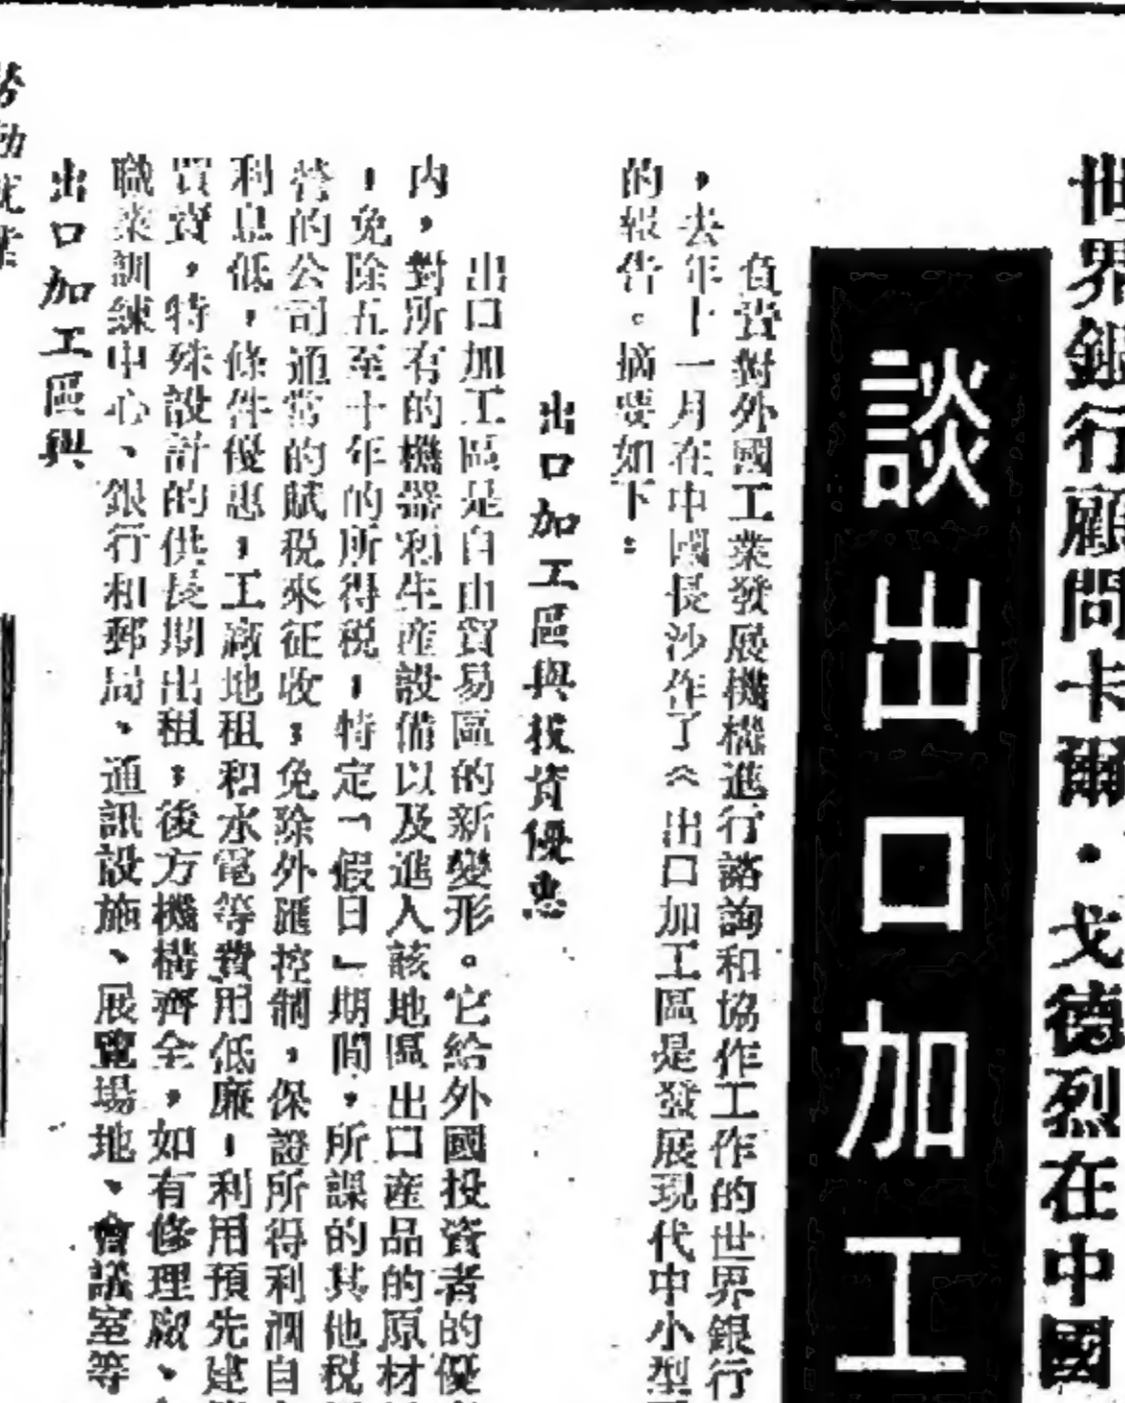 世界銀行顧問卡爾·戈德烈在中國
談出口加工
負責對外國工業發展機構進行諮詢和協作工作的世界銀行
，去年十一月在中國長沙作了《出口加工區是發展現代中小型
的報告。摘要如下：
出口加工區與投資優惠
出口加工區是自由貿易區的新變形。它給外國投資者的優
內，對所有的機器和生產設備以及進入該地區出口產品的原材
，免除五至十年的所得税，特定「假日」期間，所課的其他税
營的公司通常的賦税來征收；免除外匯控制，保證所得利潤自
利息低，條件優惠，工廠地租和水電等費用低廉，利用預先建
買賣，特殊設計的供長期出租；後方機構齊全，如有修理廠、
職業訓練中心、銀行和郵局、通訊設施、展覽場地、會議室等
出口加工區與
勞動就業